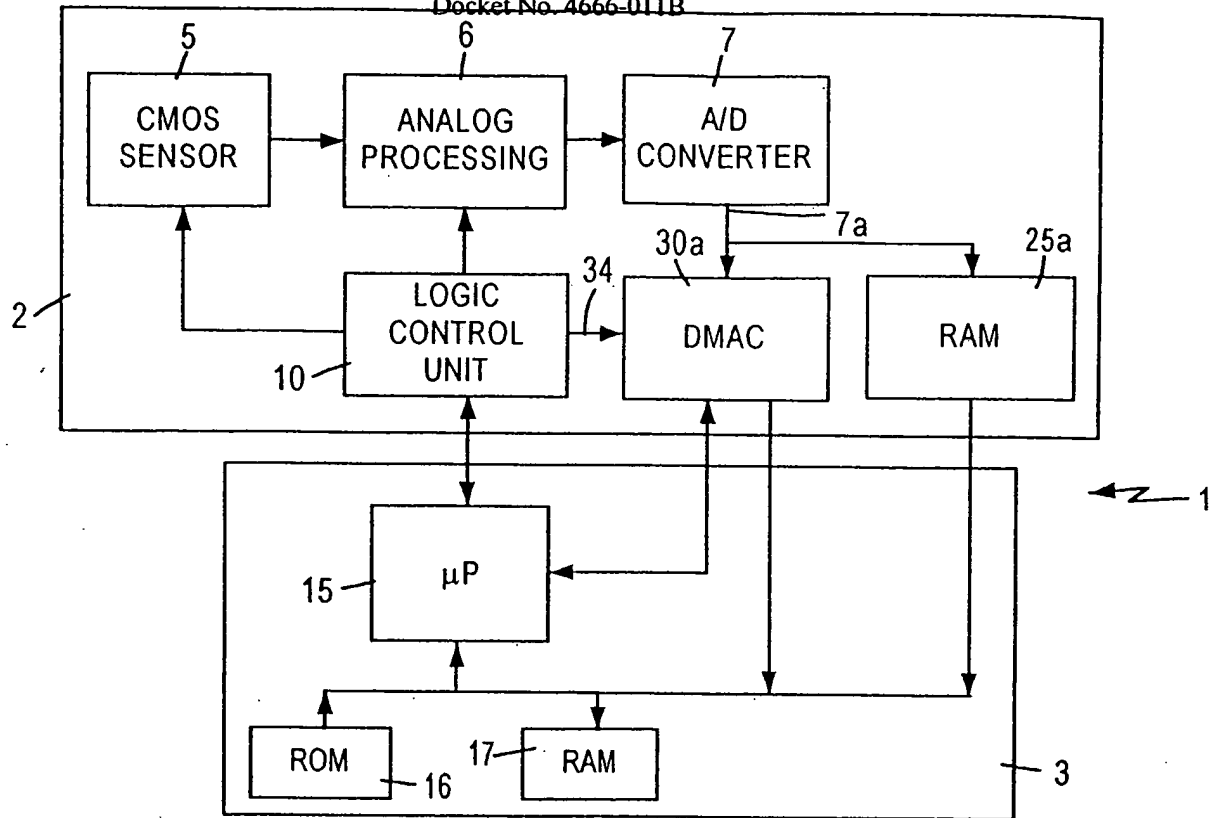 Docket No. 4666-011B
5
6
7
CMOS
SENSOR
ANALOG
PROCESSING
A/D
CONVERTER
7a
30a
25a
34
2
LOGIC
CONTROL
UNIT
10
DMAC
RAM
1
15
μP
ROM
16
17
RAM
3